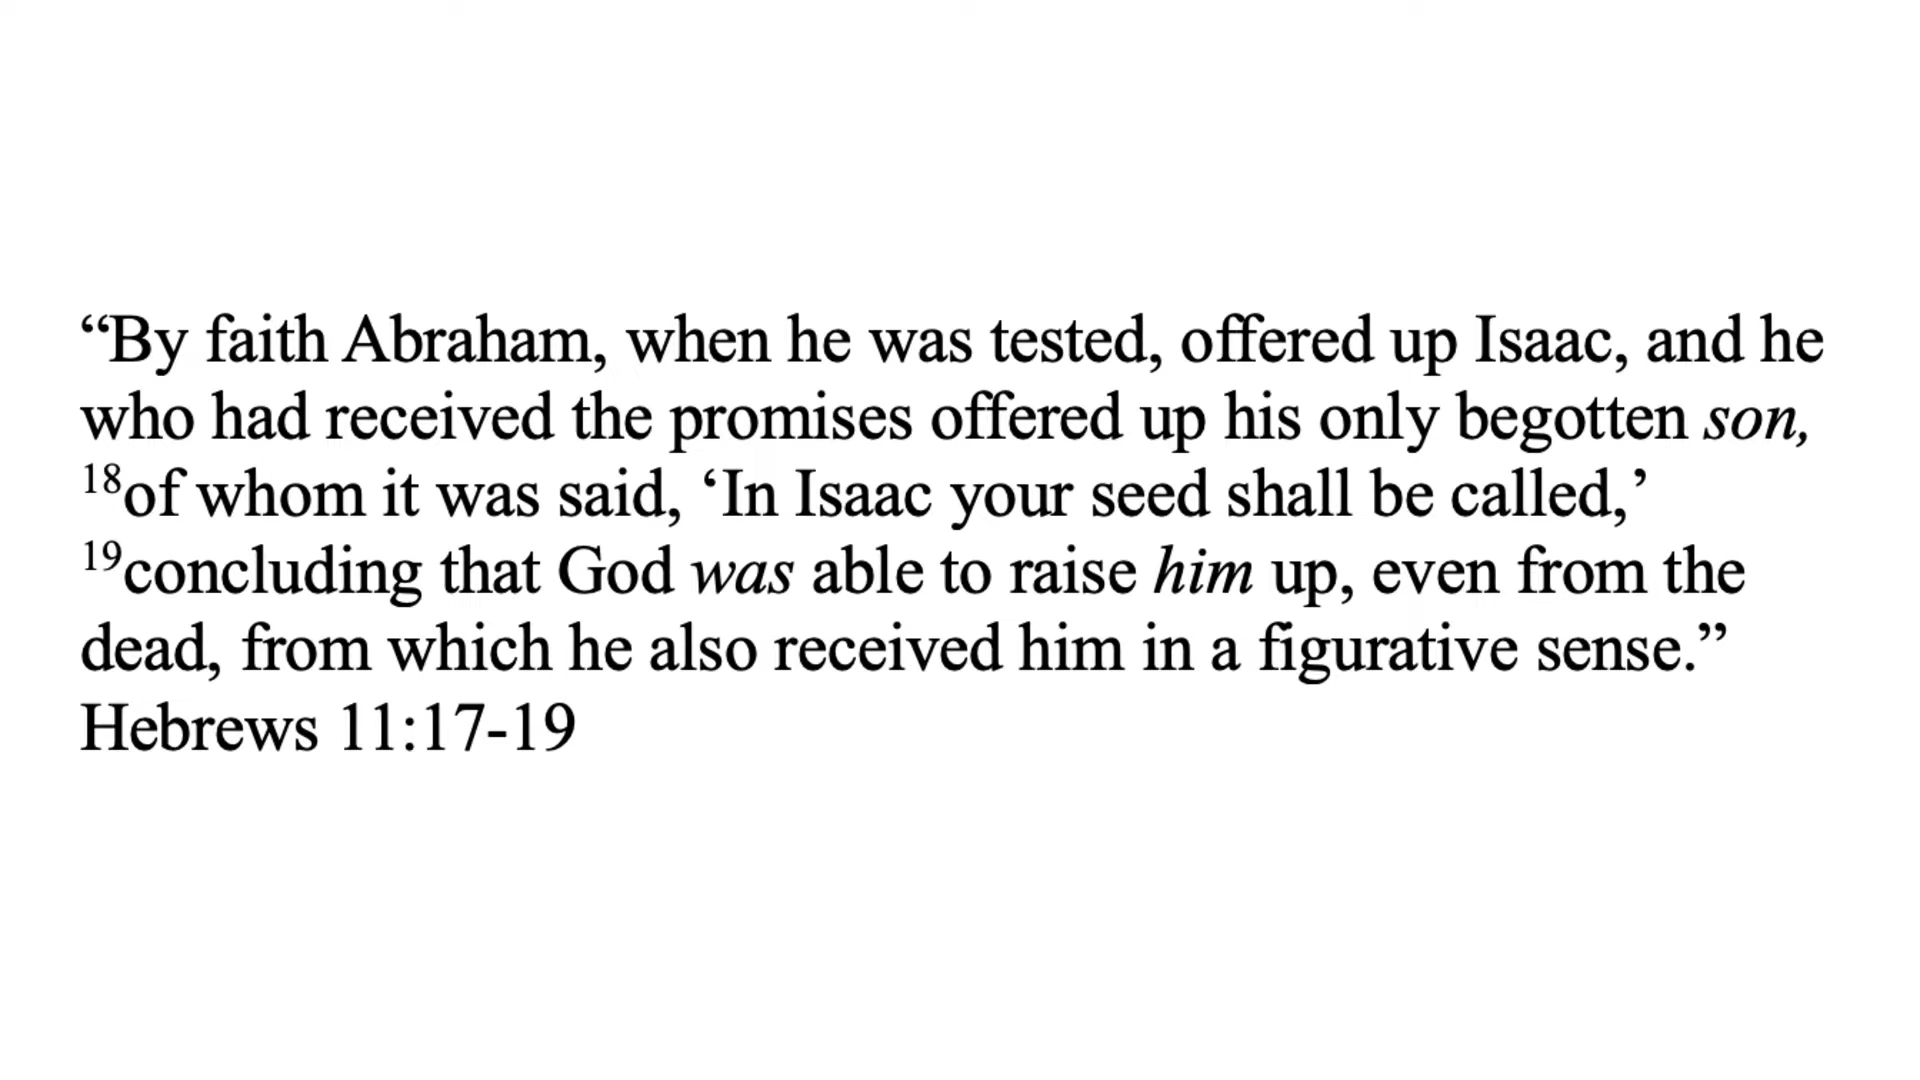 “By faith Abraham, when he was tested, offered up Isaac, and he
who had received the promises offered up his only begotten son,
18of whom it was said, ‘In Isaac your seed shall be called,’
19concluding that God was able to raise him up, even from the
dead, from which he also received him in a figurative sense.”
Hebrews 11:17-19